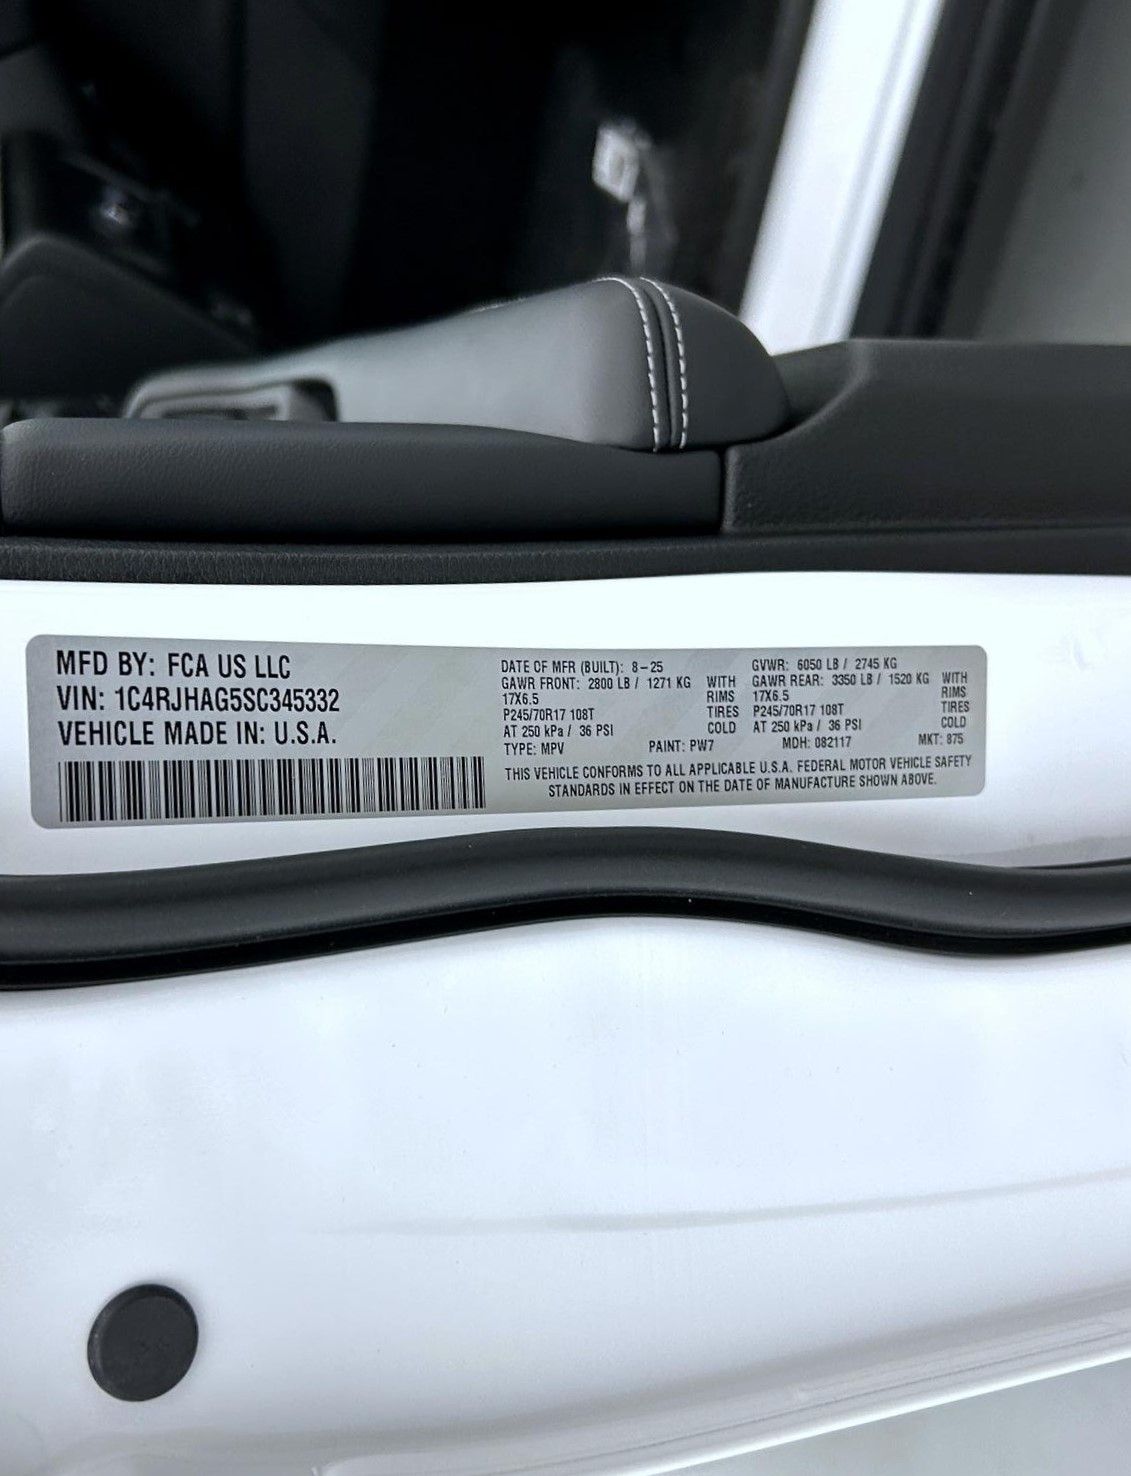 MFD BY: FCA US LLC
VIN: 1C4RJHAG5SC345332
VEHICLE MADE IN: U.S.A.
DATE OF MFR (BUILT): 8-25
GAWR FRONT: 2800 LB / 1271 KG WITH
17X6.5 RIMS
P245/70R17 108T TIRES
AT 250 kPa / 36 PSI COLD
GVWR: 6050 LB / 2745 KG
GAWR REAR: 3350 LB / 1520 KG WITH
17X6.5 RIMS
P245/70R17 108T TIRES
AT 250 kPa / 36 PSI COLD
TYPE: MPV PAINT: PW7 MDH: 082117 MKT: 875
THIS VEHICLE CONFORMS TO ALL APPLICABLE U.S.A. FEDERAL MOTOR VEHICLE SAFETY
STANDARDS IN EFFECT ON THE DATE OF MANUFACTURE SHOWN ABOVE.